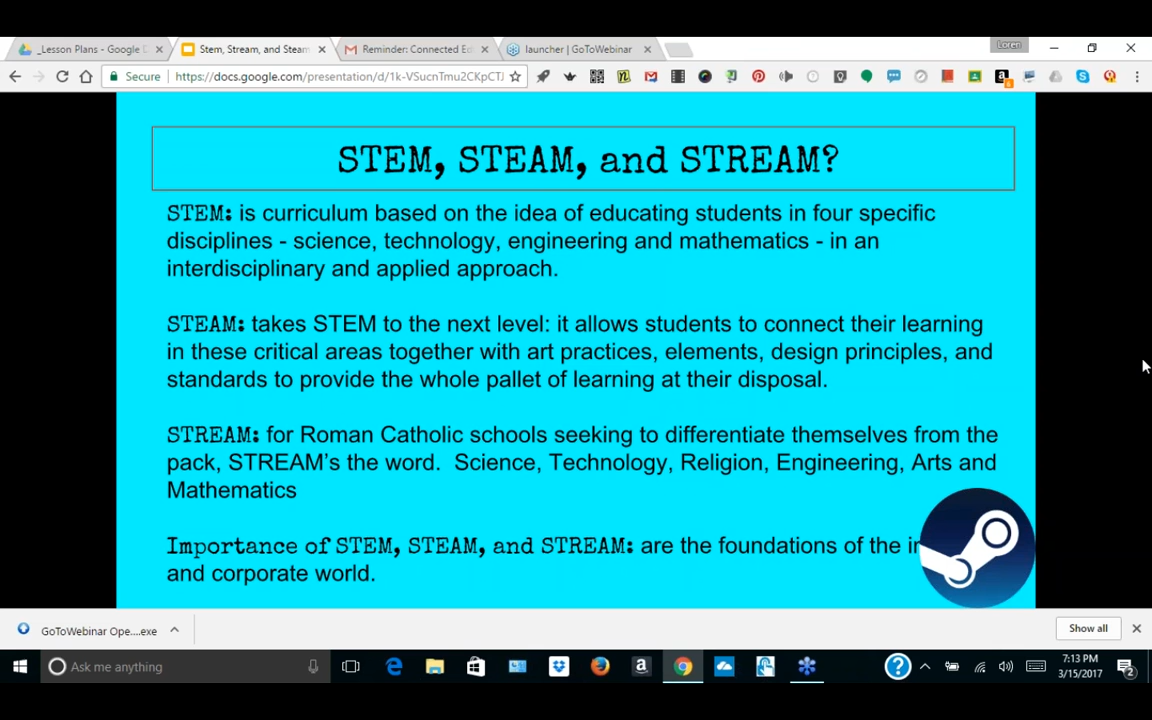 Loren
_Lesson Plans - Google D
Stem, Stream, and Steam
Reminder: Connected Ed
launcher | GoToWebinar
Secure
https://docs.google.com/presentation/d/1k-VSucnTmu2CKpCTJ
STEM, STEAM, and STREAM?
STEM: is curriculum based on the idea of educating students in four specific
disciplines - science, technology, engineering and mathematics - in an
interdisciplinary and applied approach.
STEAM: takes STEM to the next level: it allows students to connect their learning
in these critical areas together with art practices, elements, design principles, and
standards to provide the whole pallet of learning at their disposal.
STREAM: for Roman Catholic schools seeking to differentiate themselves from the
pack, STREAM's the word.  Science, Technology, Religion, Engineering, Arts and
Mathematics
Importance of STEM, STEAM, and STREAM: are the foundations of the
and corporate world.
GoToWebinar Ope....exe
Show all
Ask me anything
7:13 PM
3/15/2017
2